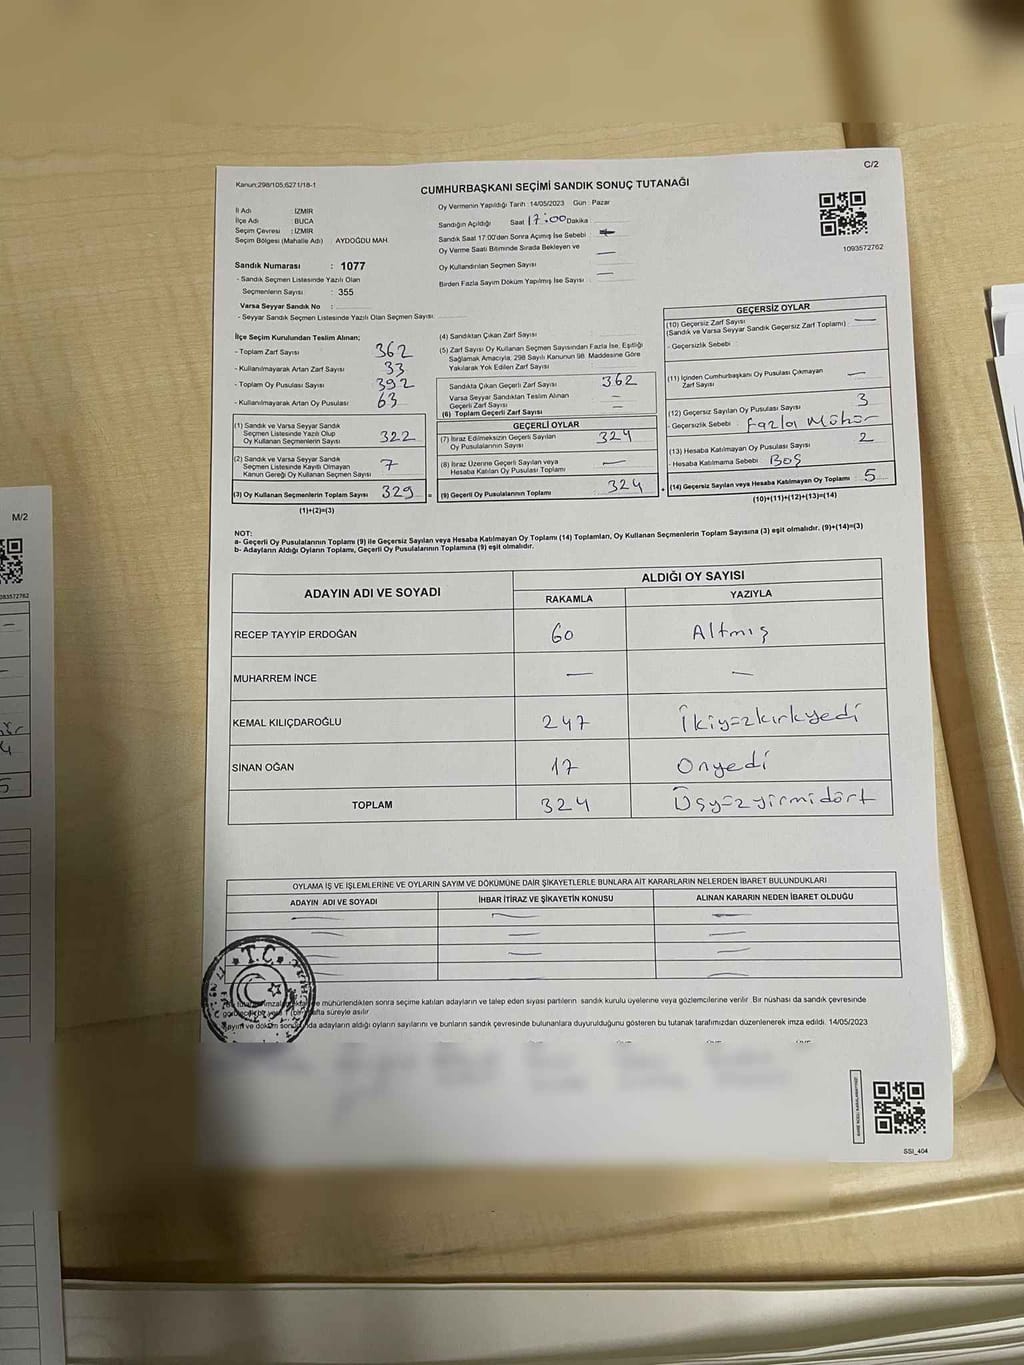 C/2
Kanun:298/105;6271/18-1
CUMHURBAŞKANI SEÇİMİ SANDIK SONUÇ TUTANAĞI
Oy Vermenin Yapıldığı Tarih :14/05/2023 Gün : Pazar
İl Adı İZMİR
İlçe Adı BUCA
Seçim Çevresi : İZMİR
Seçim Bölgesi (Mahalle Adı) AYDOĞDU MAH.
Sandığın Açıldığı Saat 17:00 Dakika
Sandık Saat 17:00'den Sonra Açımış İse Sebebi :
Oy Verme Saati Bitiminde Sırada Bekleyen ve
Oy Kullandırılan Seçmen Sayısı
Birden Fazla Sayım Döküm Yapılmış İse Sayısı :
1093572762
Sandık Numarası : 1077
- Sandık Seçmen Listesinde Yazılı Olan
Seçmenlerin Sayısı : 355
Varsa Seyyar Sandık No :
- Seyyar Sandık Seçmen Listesinde Yazılı Olan Seçmen Sayısı:
İlçe Seçim Kurulundan Teslim Alınan;
- Toplam Zarf Sayısı 362
- Kullanılmayarak Artan Zarf Sayısı 33
- Toplam Oy Pusulası Sayısı 392
- Kullanılmayarak Artan Oy Pusulası 63
(1) Sandık ve Varsa Seyyar Sandık
Seçmen Listesinde Yazılı Olup
Oy Kullanan Seçmenlerin Sayısı 322
(2) Sandık ve Varsa Seyyar Sandık
Seçmen Listesinde Kayıtlı Olmayan
Kanun Gereği Oy Kullanan Seçmen Sayısı 7
(3) Oy Kullanan Seçmenlerin Toplam Sayısı 329 =
(1)+(2)=(3)
(4) Sandıktan Çıkan Zarf Sayısı
(5) Zarf Sayısı Oy Kullanan Seçmen Sayısından Fazla İse, Eşitliği
Sağlamak Amacıyla, 298 Sayılı Kanunun 98. Maddesine Göre
Yakılarak Yok Edilen Zarf Sayısı
Sandıkta Çıkan Geçerli Zarf Sayısı 362
Varsa Seyyar Sandıktan Teslim Alınan
Geçerli Zarf Sayısı
(6) Toplam Geçerli Zarf Sayısı
GEÇERLİ OYLAR
(7) İtiraz Edilmeksizin Geçerli Sayılan
Oy Pusulalarının Sayısı 324
(8) İtiraz Üzerine Geçerli Sayılan veya
Hesaba Katılan Oy Pusulası Toplamı —
(9) Geçerli Oy Pusulalarının Toplamı : 324 +
GEÇERSİZ OYLAR
(10) Geçersiz Zarf Sayısı
(Sandık ve Varsa Seyyar Sandık Geçersiz Zarf Toplamı) : —
- Geçersizlik Sebebi
(11) İçinden Cumhurbaşkanı Oy Pusulası Çıkmayan
Zarf Sayısı —
(12) Geçersiz Sayılan Oy Pusulası Sayısı 3
- Geçersizlik Sebebi : Fazla Mühür
(13) Hesaba Katılmayan Oy Pusulası Sayısı 2
- Hesaba Katılmama Sebebi : Boş
(14) Geçersiz Sayılan veya Hesaba Katılmayan Oy Toplamı : 5
(10)+(11)+(12)+(13)=(14)
NOT:
a- Geçerli Oy Pusulalarının Toplamı (9) ile Geçersiz Sayılan veya Hesaba Katılmayan Oy Toplamı (14) Toplamları, Oy Kullanan Seçmenlerin Toplam Sayısına (3) eşit olmalıdır. (9)+(14)=(3)
b- Adayların Aldığı Oyların Toplamı, Geçerli Oy Pusulalarının Toplamına (9) eşit olmalıdır.
ADAYIN ADI VE SOYADI ALDIĞI OY SAYISI
RAKAMLA YAZIYLA
RECEP TAYYİP ERDOĞAN 60 Altmış
MUHARREM İNCE — —
KEMAL KILIÇDAROĞLU 247 İkiyüzkırkyedi
SİNAN OĞAN 17 Onyedi
TOPLAM 324 Üçyüzyirmidört
OYLAMA İŞ VE İŞLEMLERİNE VE OYLARIN SAYIM VE DÖKÜMÜNE DAİR ŞİKAYETLERLE BUNLARA AİT KARARLARIN NELERDEN İBARET BULUNDUKLARI
ADAYIN ADI VE SOYADI İHBAR İTİRAZ VE ŞİKAYETİN KONUSU ALINAN KARARIN NEDEN İBARET OLDUĞU
T.C.
ve mühürlendikten sonra seçime katılan adayların ve talep eden siyasi partilerin sandık kurulu üyelerine veya gözlemcilerine verilir. Bir nüshası da sandık çevresinde
hafta süreyle asılır
Sayım ve döküm adayların aldığı oyların sayılarını ve bunların sandık çevresinde bulunanlara duyurulduğunu gösteren bu tutanak tarafımızdan düzenlenerek imza edildi. 14/05/2023
SSI_404
M/2